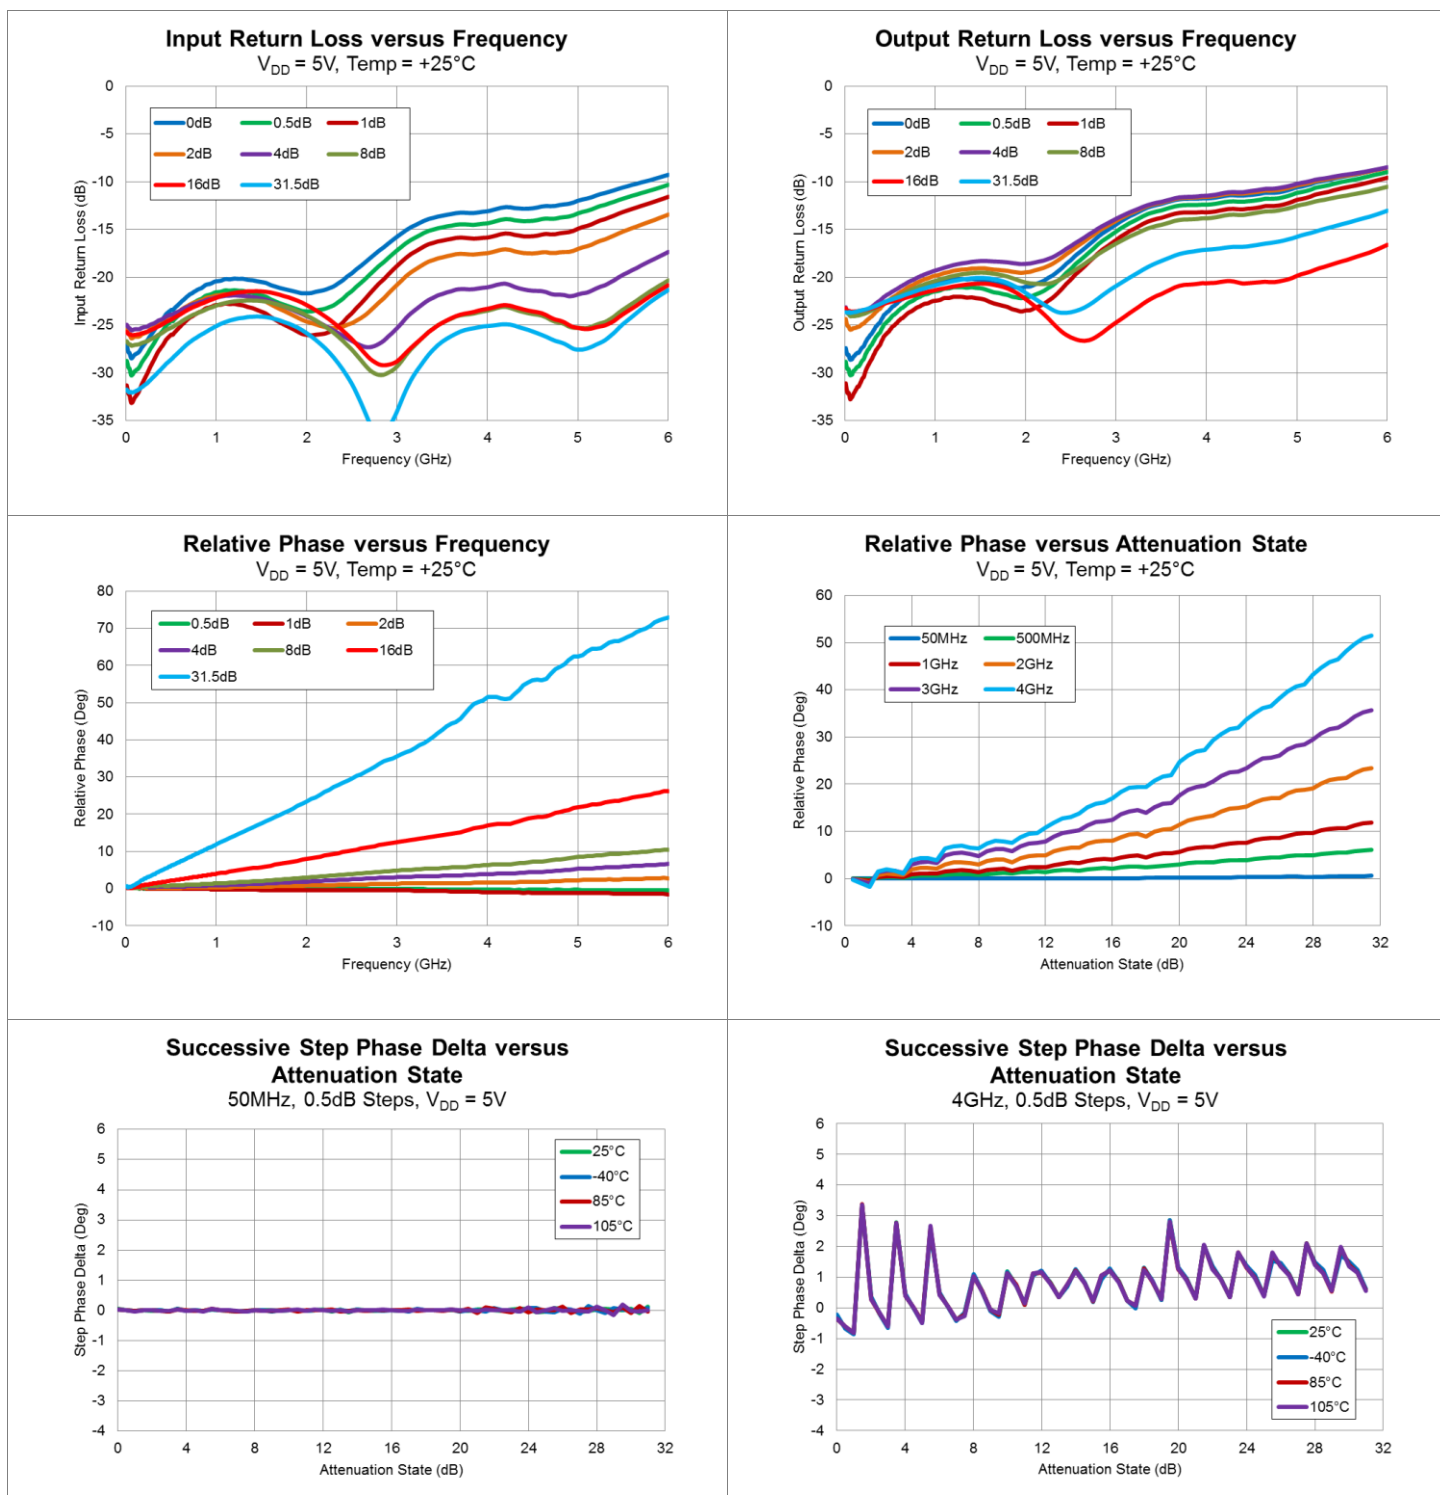 Input Return Loss versus Frequency
VDD = 5V, Temp = +25°C
0
-5
-10
-15
-20
-25
-30
-35
Input Return Loss (dB)
0dB 0.5dB 1dB
2dB 4dB 8dB
16dB 31.5dB
0 1 2 3 4 5 6
Frequency (GHz)
Output Return Loss versus Frequency
VDD = 5V, Temp = +25°C
0
-5
-10
-15
-20
-25
-30
-35
Output Return Loss (dB)
0dB 0.5dB 1dB
2dB 4dB 8dB
16dB 31.5dB
0 1 2 3 4 5 6
Frequency (GHz)
Relative Phase versus Frequency
VDD = 5V, Temp = +25°C
80
70
60
50
40
30
20
10
0
-10
Relative Phase (Deg)
0.5dB 1dB 2dB
4dB 8dB 16dB
31.5dB
0 1 2 3 4 5 6
Frequency (GHz)
Relative Phase versus Attenuation State
VDD = 5V, Temp = +25°C
60
50
40
30
20
10
0
-10
Relative Phase (Deg)
50MHz 500MHz
1GHz 2GHz
3GHz 4GHz
0 4 8 12 16 20 24 28 32
Attenuation State (dB)
Successive Step Phase Delta versus
Attenuation State
50MHz, 0.5dB Steps, VDD = 5V
6
5
4
3
2
1
0
-1
-2
-3
-4
Step Phase Delta (Deg)
25°C
-40°C
85°C
105°C
0 4 8 12 16 20 24 28 32
Attenuation State (dB)
Successive Step Phase Delta versus
Attenuation State
4GHz, 0.5dB Steps, VDD = 5V
6
5
4
3
2
1
0
-1
-2
-3
-4
Step Phase Delta (Deg)
25°C
-40°C
85°C
105°C
0 4 8 12 16 20 24 28 32
Attenuation State (dB)